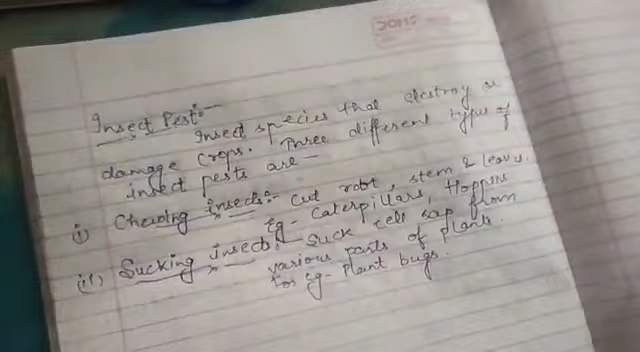 Insect Pest:-
Insect species that destroy or
damage crops. Three different types of
insect pests are -
i) Chewing insects:- Cut root, stem & leaves.
Eg- Caterpillars, Hoppers
ii) Sucking insects:- Suck cell sap from
various parts of plants.
for Eg- plant bugs.